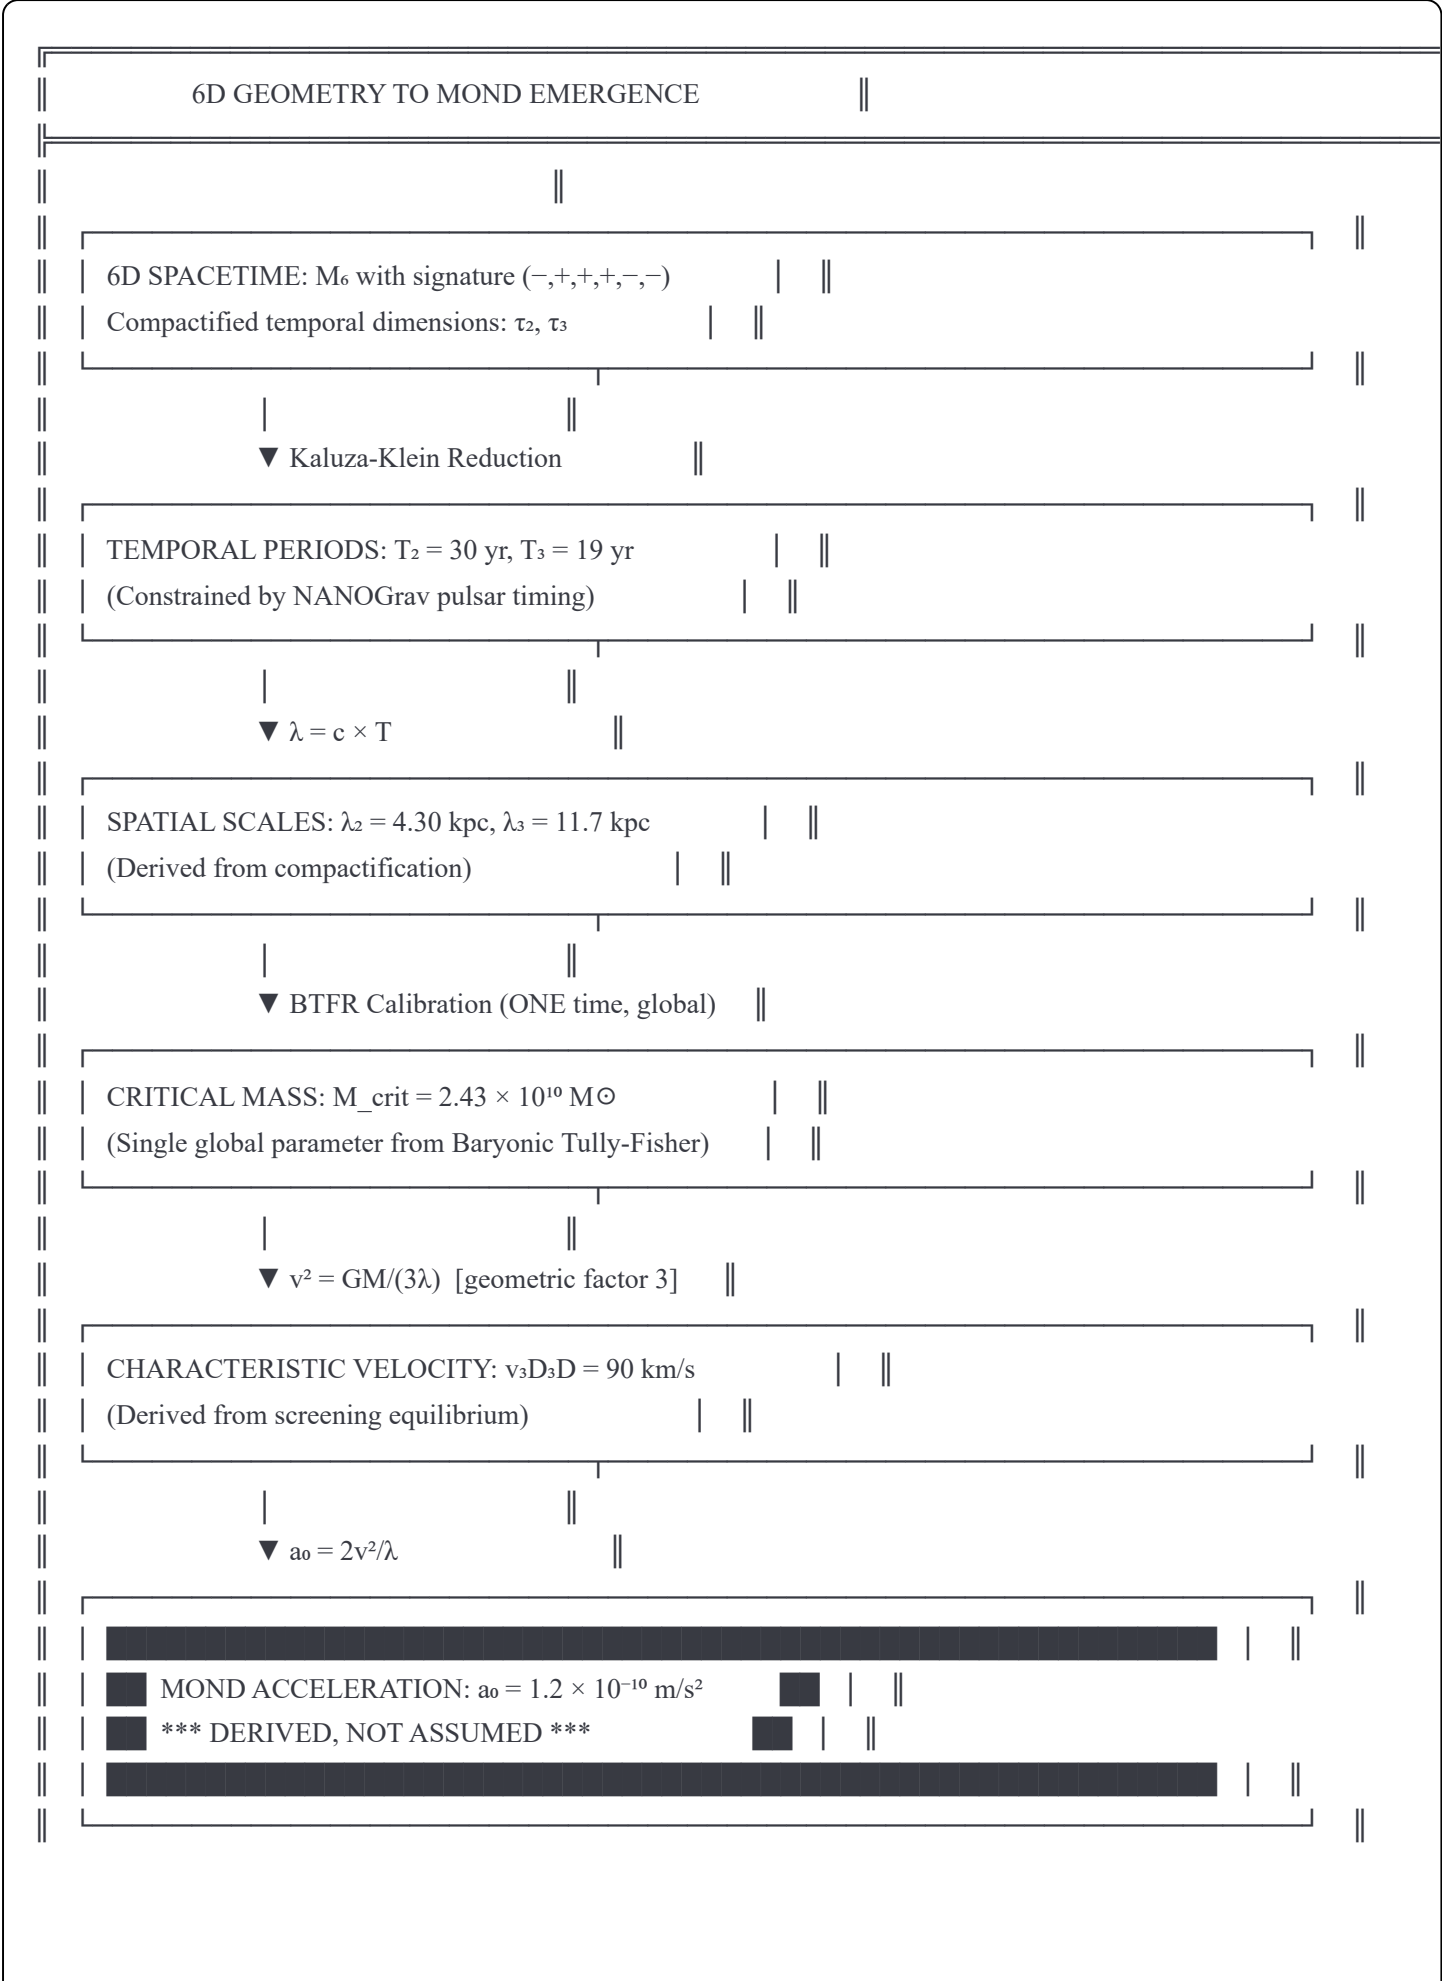 6D GEOMETRY TO MOND EMERGENCE
6D SPACETIME: M₆ with signature (−,+,+,+,−,−)
Compactified temporal dimensions: τ₂, τ₃
▼ Kaluza-Klein Reduction
TEMPORAL PERIODS: T₂ = 30 yr, T₃ = 19 yr
(Constrained by NANOGrav pulsar timing)
▼ λ = c × T
SPATIAL SCALES: λ₂ = 4.30 kpc, λ₃ = 11.7 kpc
(Derived from compactification)
▼ BTFR Calibration (ONE time, global)
CRITICAL MASS: M_crit = 2.43 × 10¹⁰ M⊙
(Single global parameter from Baryonic Tully-Fisher)
▼ v² = GM/(3λ) [geometric factor 3]
CHARACTERISTIC VELOCITY: v₃D₃D = 90 km/s
(Derived from screening equilibrium)
▼ a₀ = 2v²/λ
MOND ACCELERATION: a₀ = 1.2 × 10⁻¹⁰ m/s²
*** DERIVED, NOT ASSUMED ***